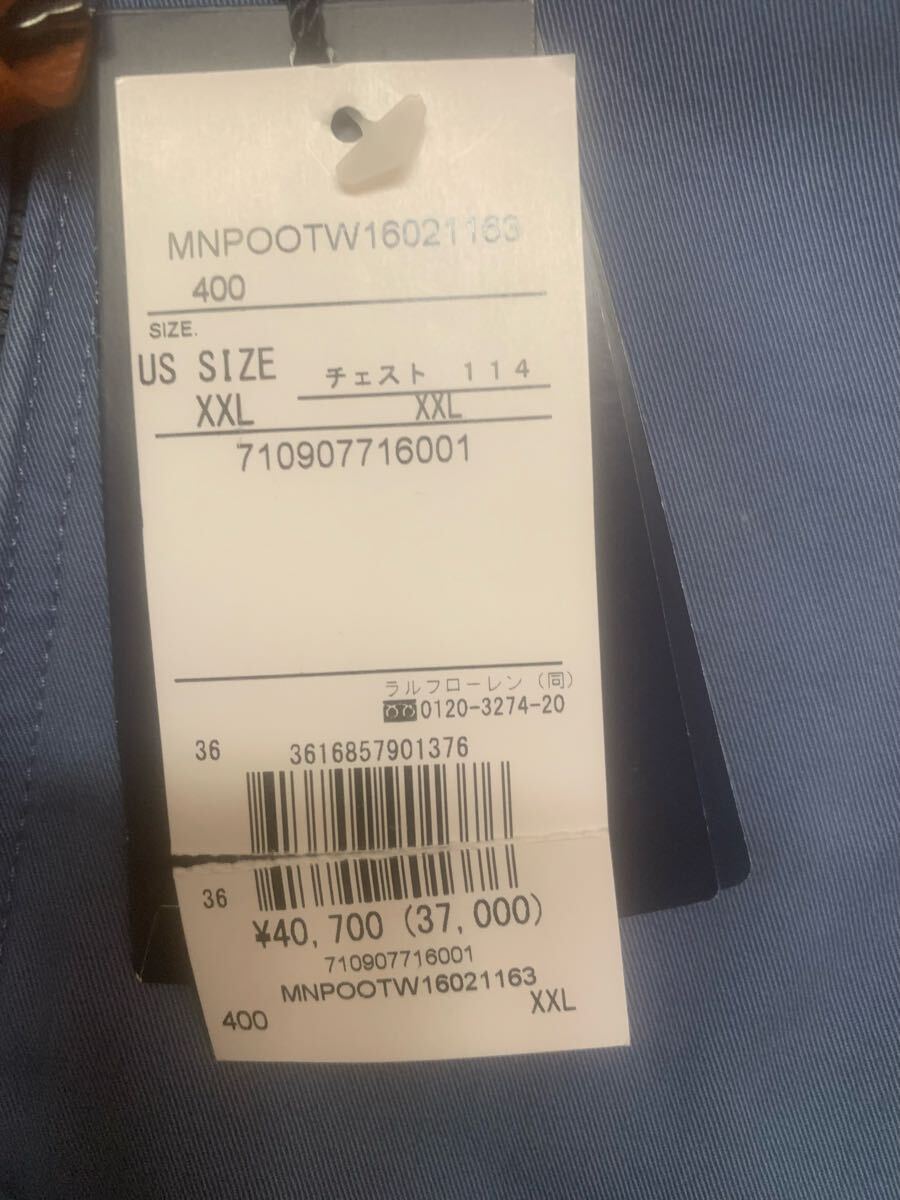 MNPOOTW16021163
400
SIZE.
US SIZE チェスト 114
XXL XXL
710907716001
ラルフローレン(同)
0120-3274-20
36 3616857901376
36
¥40,700 (37,000)
710907716001
MNPOOTW16021163
400 XXL